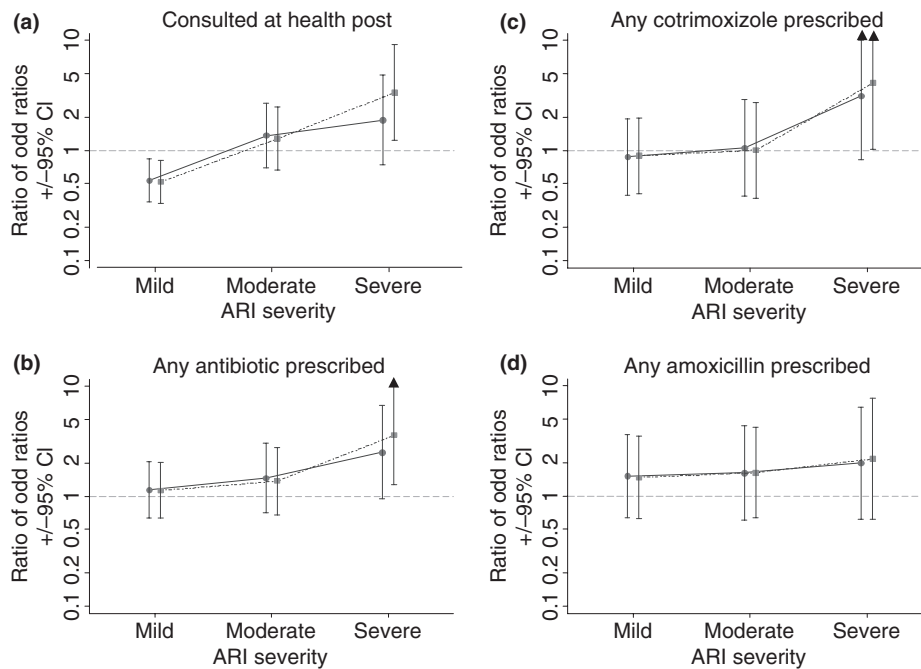 (a) Consulted at health post
Ratio of odd ratios
+/–95% CI
10
5
2
1
0.5
0.2
0.1
Mild Moderate Severe
ARI severity
(c) Any cotrimoxizole prescribed
Ratio of odd ratios
+/–95% CI
10
5
2
1
0.5
0.2
0.1
Mild Moderate Severe
ARI severity
(b) Any antibiotic prescribed
Ratio of odd ratios
+/–95% CI
10
5
2
1
0.5
0.2
0.1
Mild Moderate Severe
ARI severity
(d) Any amoxicillin prescribed
Ratio of odd ratios
+/–95% CI
10
5
2
1
0.5
0.2
0.1
Mild Moderate Severe
ARI severity